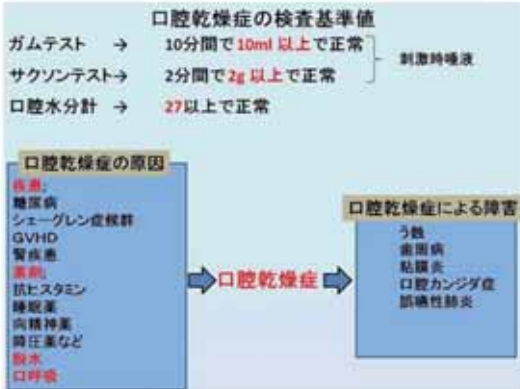 口腔乾燥症の検査基準値
ガムテスト → 10分間で10ml 以上で正常
サクソンテスト→ 2分間で2g 以上で正常
刺激時唾液
口腔水分計 → 27以上で正常
口腔乾燥症の原因
疾患;
糖尿病
シェーグレン症候群
GVHD
腎疾患
薬剤;
抗ヒスタミン
睡眠薬
向精神薬
降圧薬など
脱水
口呼吸
口腔乾燥症
口腔乾燥症による障害
う蝕
歯周病
粘膜炎
口腔カンジダ症
誤嚥性肺炎